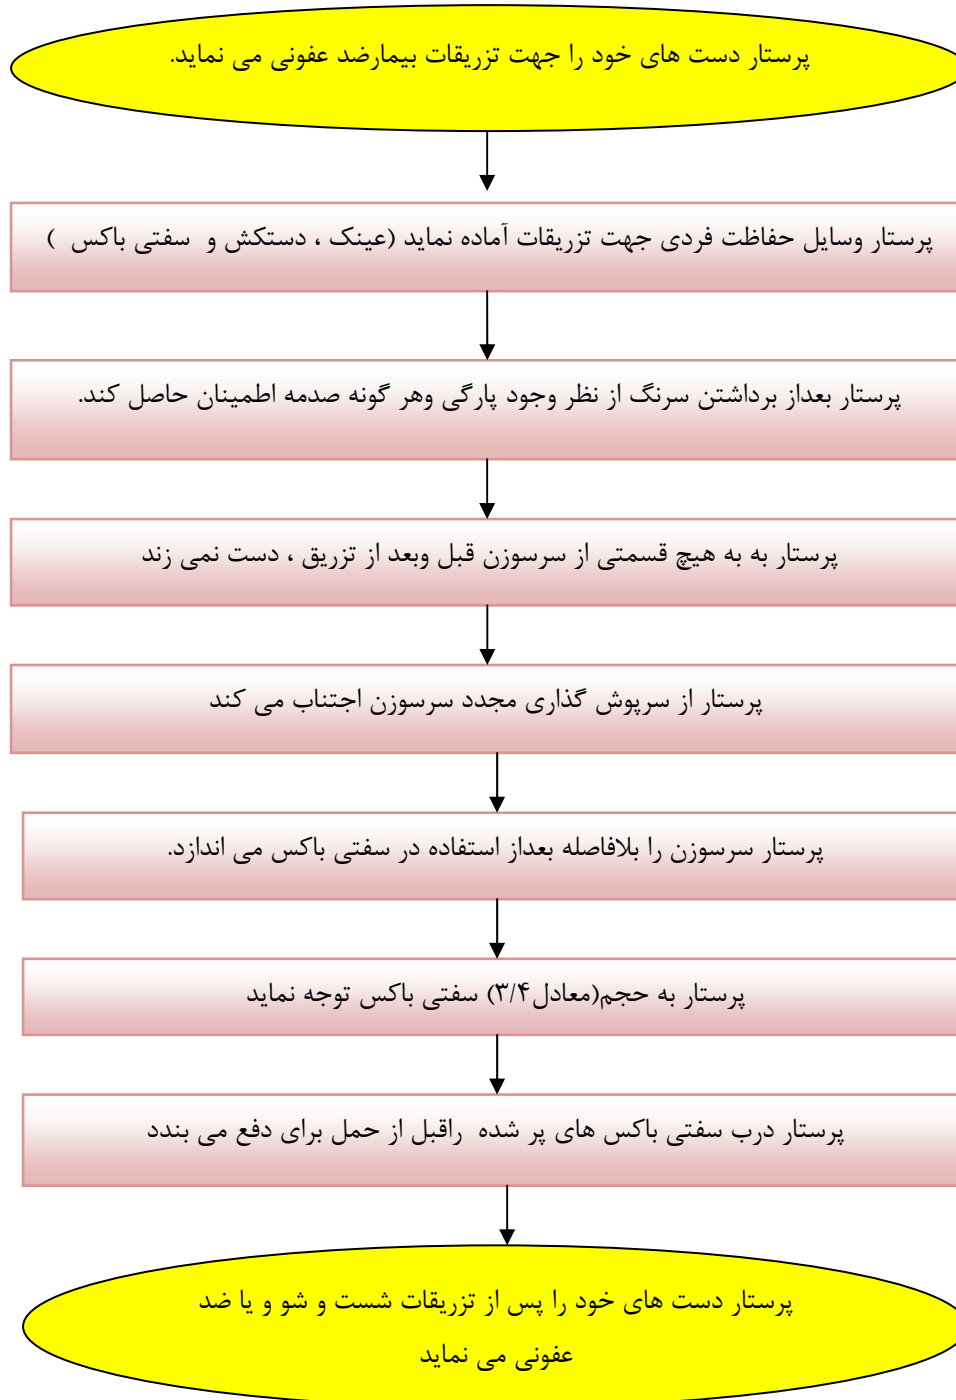 پرستار دست های خود را جهت تزریقات بیمارضد عفونی می نماید.
پرستار وسایل حفاظت فردی جهت تزریقات آماده نماید (عینک ، دستکش و سفتی باکس )
پرستار بعداز برداشتن سرنگ از نظر وجود پارگی وهر گونه صدمه اطمینان حاصل کند.
پرستار به به هیچ قسمتی از سرسوزن قبل وبعد از تزریق ، دست نمی زند
پرستار از سرپوش گذاری مجدد سرسوزن اجتناب می کند
پرستار سرسوزن را بلافاصله بعداز استفاده در سفتی باکس می اندازد.
پرستار به حجم(معادل۳/۴) سفتی باکس توجه نماید
پرستار درب سفتی باکس های پر شده راقبل از حمل برای دفع می بندد
پرستار دست های خود را پس از تزریقات شست و شو و یا ضد
عفونی می نماید